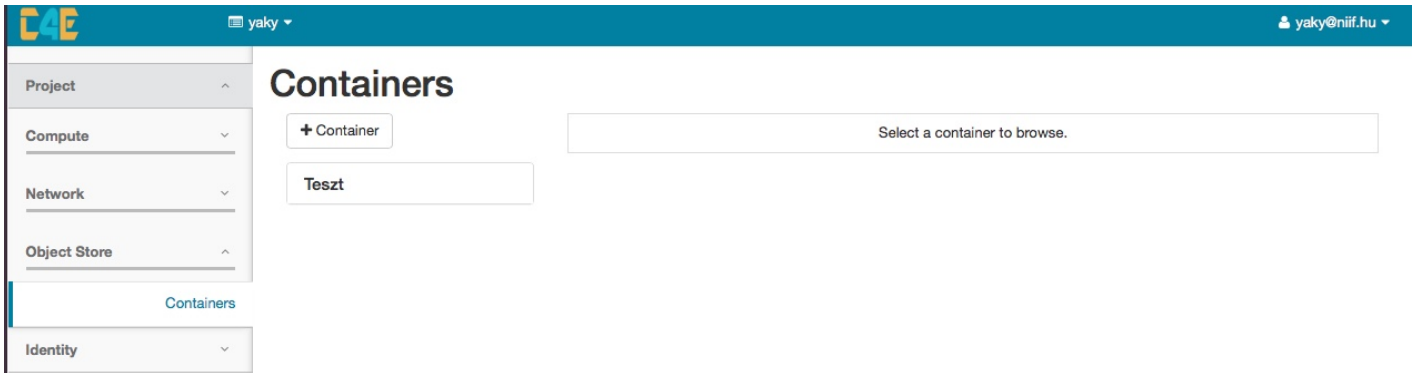 C4E
yaky
yaky@niif.hu
Project
Compute
Network
Object Store
Containers
Identity
Containers
+ Container
Teszt
Select a container to browse.